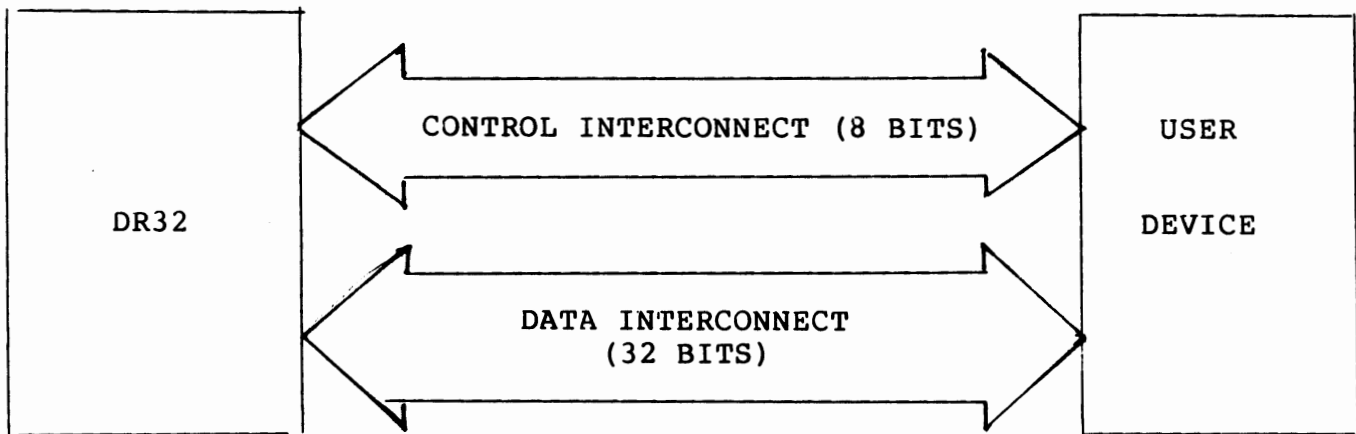 CONTROL INTERCONNECT (8 BITS)
USER
DR32
DEVICE
DATA INTERCONNECT
(32 BITS)